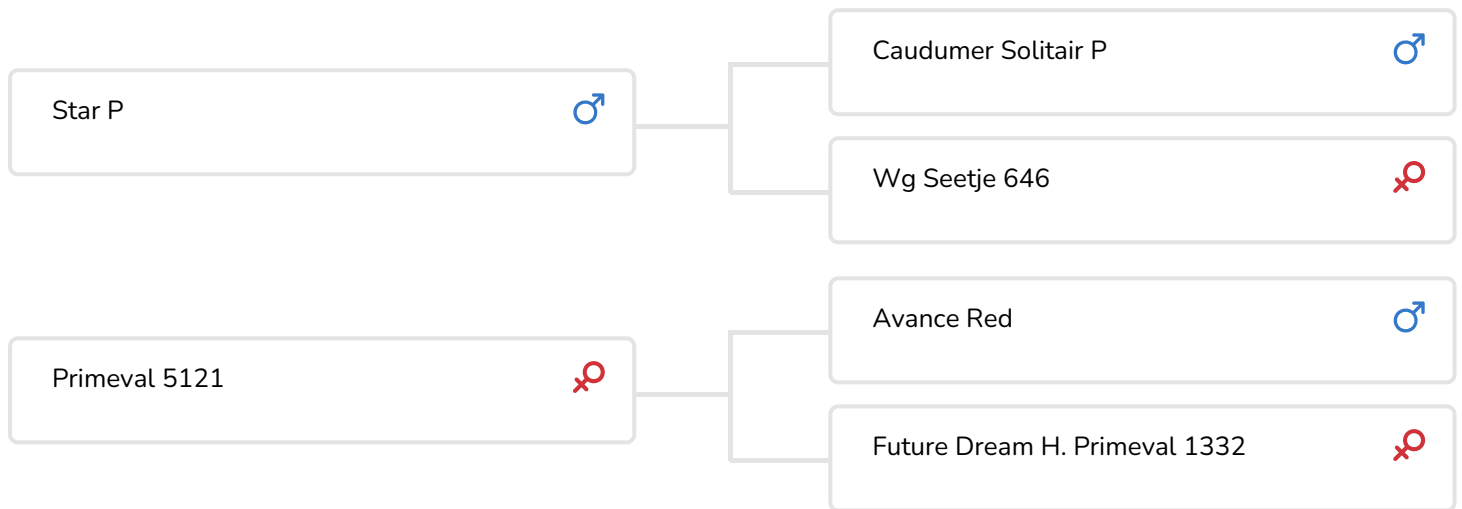 Star P
Caudumer Solitair P
Wg Seetje 646
Primeval 5121
Avance Red
Future Dream H. Primeval 1332